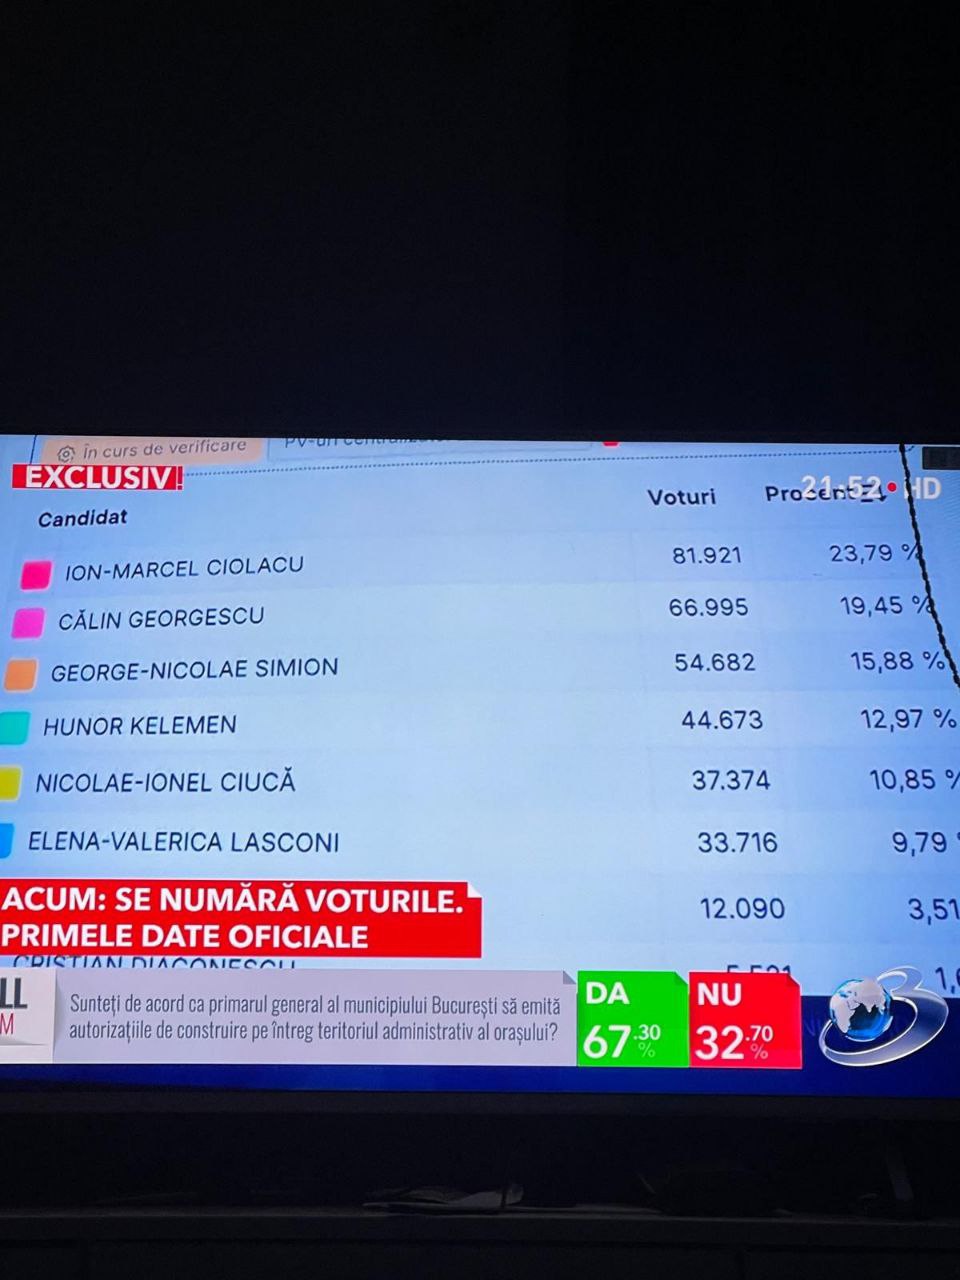 În curs de verificare
EXCLUSIV!
21:52 HD
Candidat Voturi Procent
ION-MARCEL CIOLACU 81.921 23,79 %
CĂLIN GEORGESCU 66.995 19,45 %
GEORGE-NICOLAE SIMION 54.682 15,88 %
HUNOR KELEMEN 44.673 12,97 %
NICOLAE-IONEL CIUCĂ 37.374 10,85 %
ELENA-VALERICA LASCONI 33.716 9,79
ACUM: SE NUMĂRĂ VOTURILE.
PRIMELE DATE OFICIALE
12.090 3,51
CRISTIAN DIACONESCU
Sunteți de acord ca primarul general al municipiului București să emită
autorizațiile de construire pe întreg teritoriul administrativ al orașului?
DA
67.30
%
NU
32.70
%
3